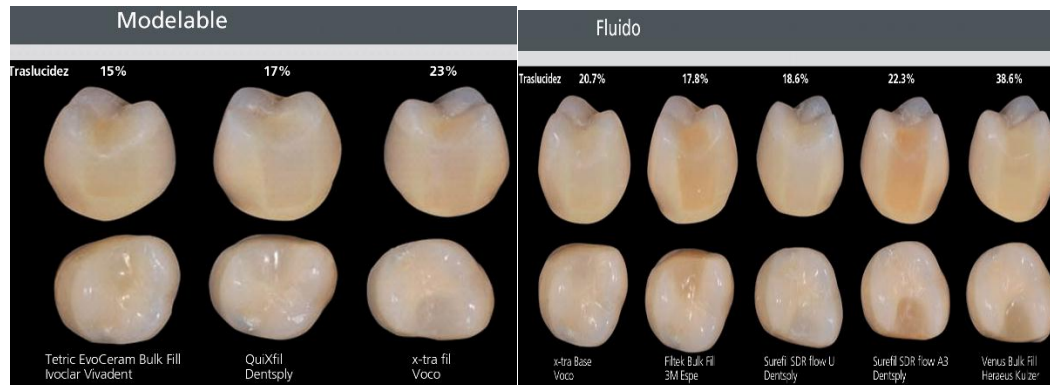 Modelable
Traslucidez 15% 17% 23%
Tetric EvoCeram Bulk Fill
Ivoclar Vivadent
QuiXfil
Dentsply
x-tra fil
Voco
Fluido
Traslucidez 20.7% 17.8% 18.6% 22.3% 38.6%
x-tra Base
Voco
Filtek Bulk Fill
3M Espe
Surefil SDR flow U
Dentsply
Surefil SDR flow A3
Dentsply
Venus Bulk Fill
Heraeus Kulzer